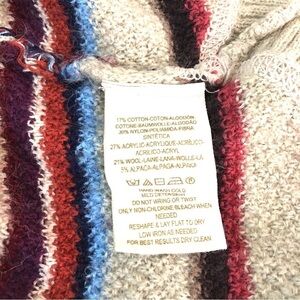 17% COTTON-COTON-ALGODÓN
COTONE-BAUMWOLLE-ALGODÃO
30% NYLON-POLIAMIDA-FIBRA
SINTÉTICA
27% ACRYLIC ACRYLIQUE-ACRÍLICO-
ACRILICO-ACRYL
21% WOOL-LAINE-LANA-WOLLE-LÃ
5% ALPACA-ALPAGA-ALPAKA
HAND WASH COLD
MILD DETERGENT
DO NOT WRING OR TWIST
ONLY NON-CHLORINE BLEACH WHEN
NEEDED
RESHAPE & LAY FLAT TO DRY
LOW IRON AS NEEDED
FOR BEST RESULTS DRY CLEAN